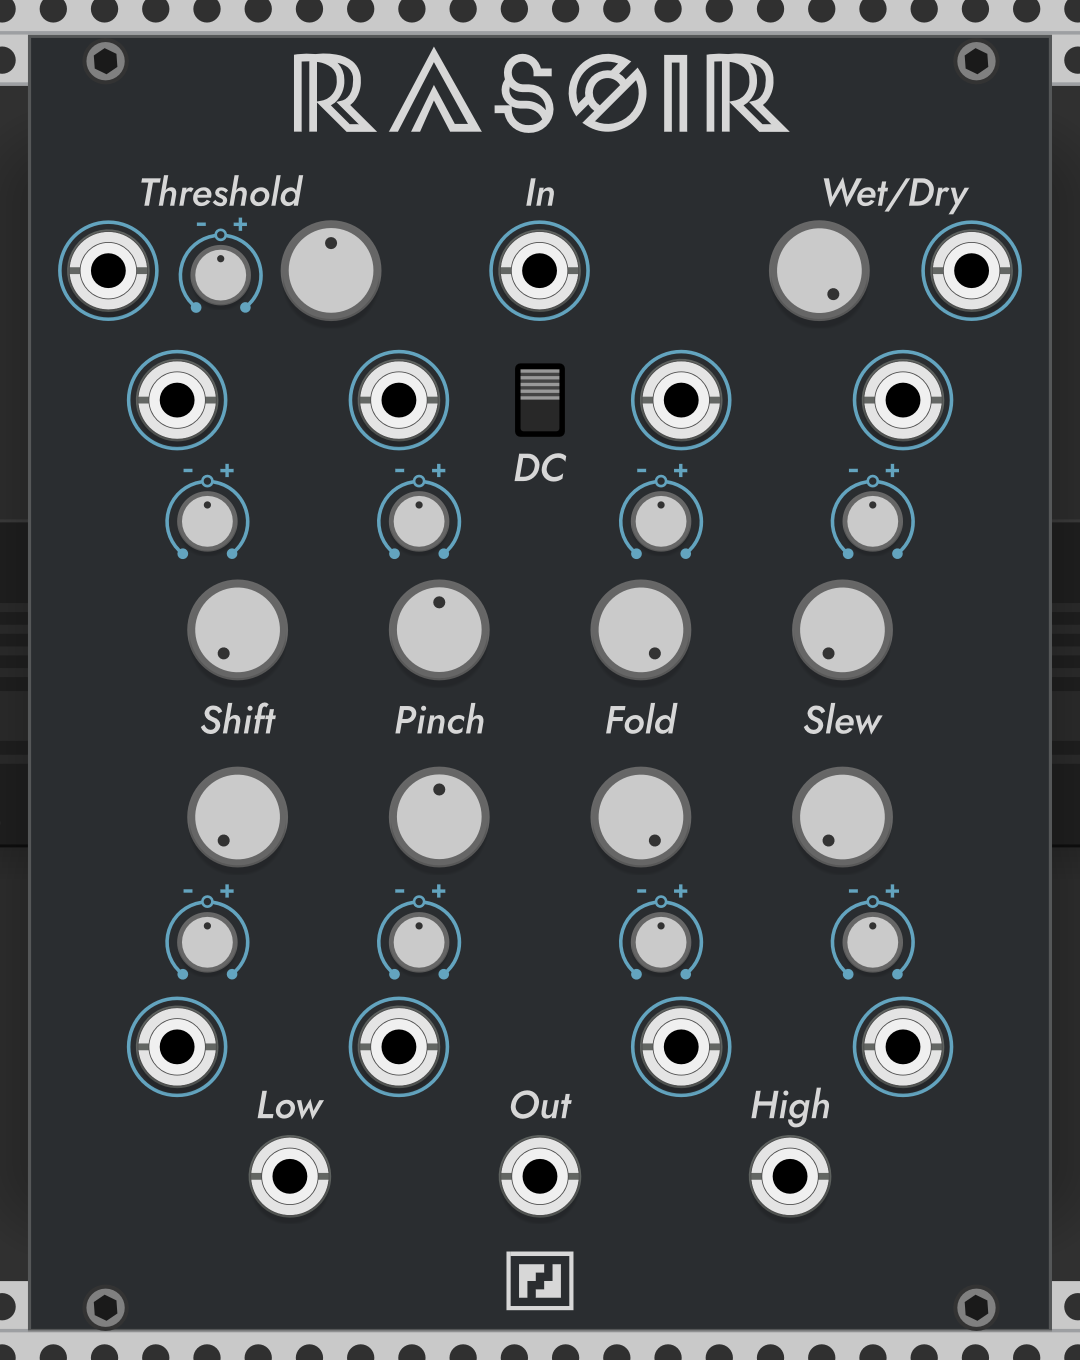 RASØIR
Threshold In Wet/Dry
- +
DC
- + - + - + - +
Shift Pinch Fold Slew
- + - + - + - +
Low Out High